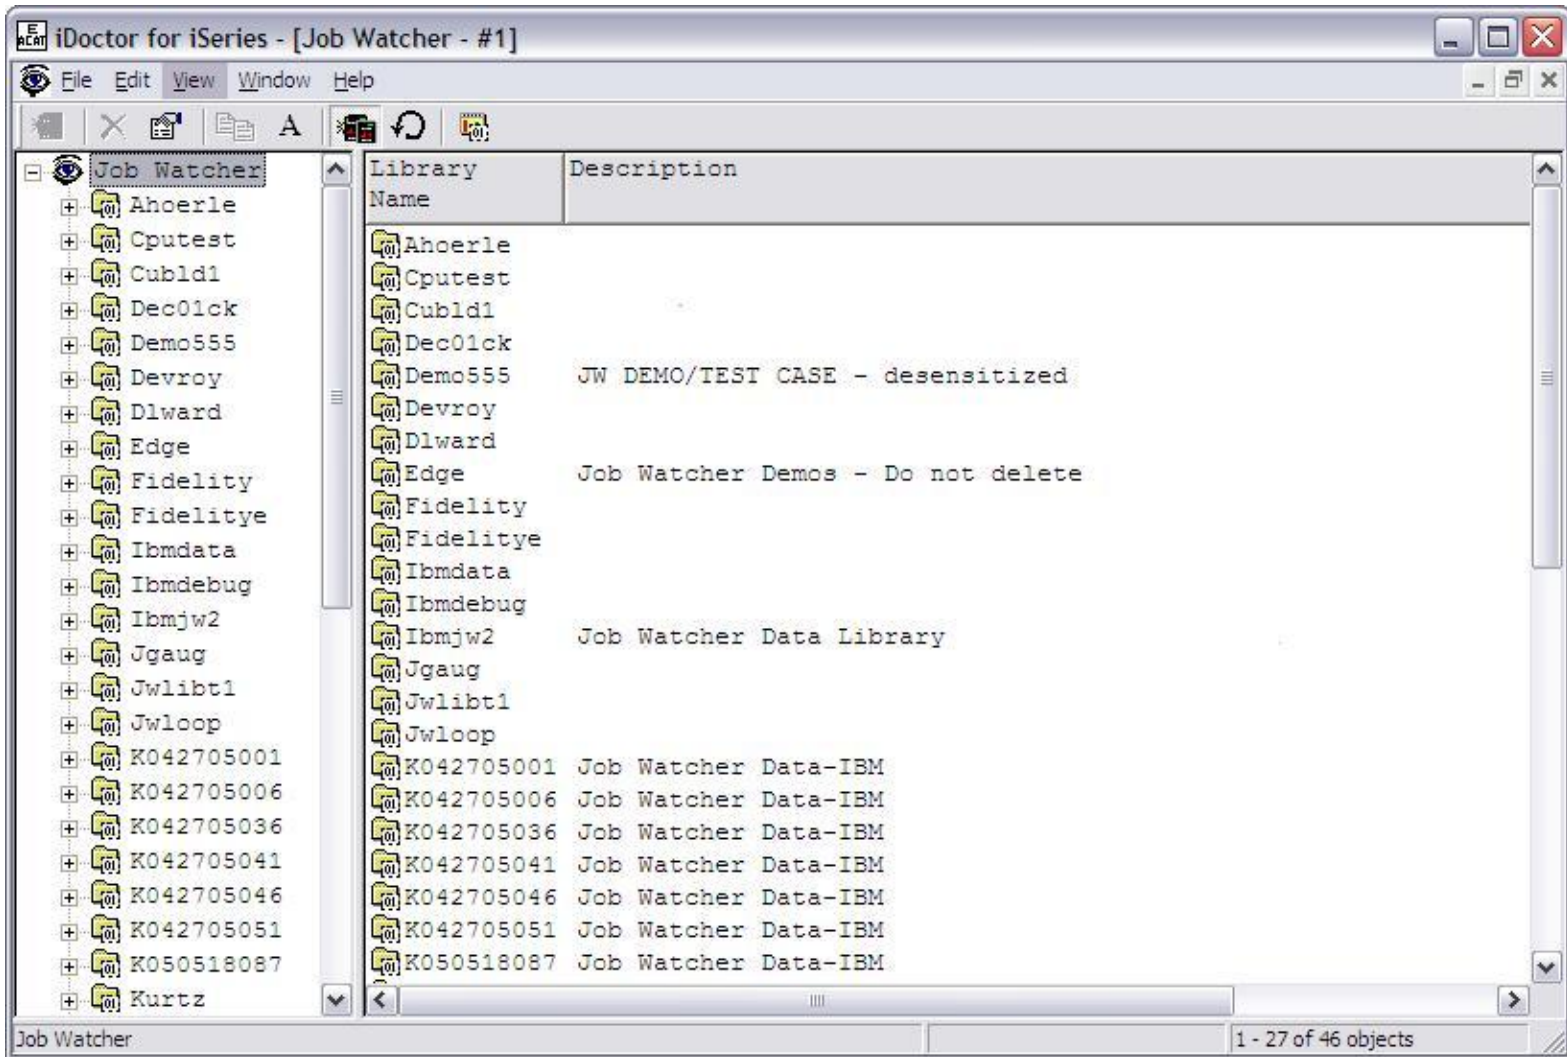 iDoctor for iSeries - [Job Watcher - #1]
File Edit View Window Help
Job Watcher
Ahoerle
Cputest
Cubld1
Dec01ck
Demo555
Devroy
Dlward
Edge
Fidelity
Fidelitye
Ibmdata
Ibmdebug
Ibmjw2
Jgaug
Jwlibt1
Jwloop
K042705001
K042705006
K042705036
K042705041
K042705046
K042705051
K050518087
Kurtz
Library Name Description
Ahoerle
Cputest
Cubld1
Dec01ck
Demo555 JW DEMO/TEST CASE - desensitized
Devroy
Dlward
Edge Job Watcher Demos - Do not delete
Fidelity
Fidelitye
Ibmdata
Ibmdebug
Ibmjw2 Job Watcher Data Library
Jgaug
Jwlibt1
Jwloop
K042705001 Job Watcher Data-IBM
K042705006 Job Watcher Data-IBM
K042705036 Job Watcher Data-IBM
K042705041 Job Watcher Data-IBM
K042705046 Job Watcher Data-IBM
K042705051 Job Watcher Data-IBM
K050518087 Job Watcher Data-IBM
Job Watcher 1 - 27 of 46 objects